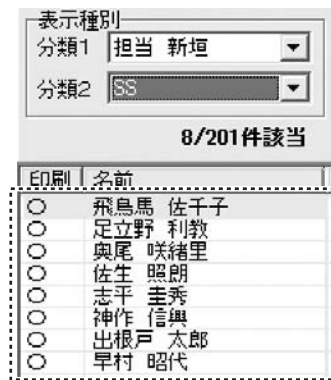 表示種別
分類1 担当 新垣
分類2 SS
8/201件該当
印刷 名前
○ 飛鳥馬 佐千子
○ 足立野 利教
○ 奥尾 咲緒里
○ 佐生 照朗
○ 志平 圭秀
○ 神作 信興
○ 出根戸 太郎
○ 早村 昭代